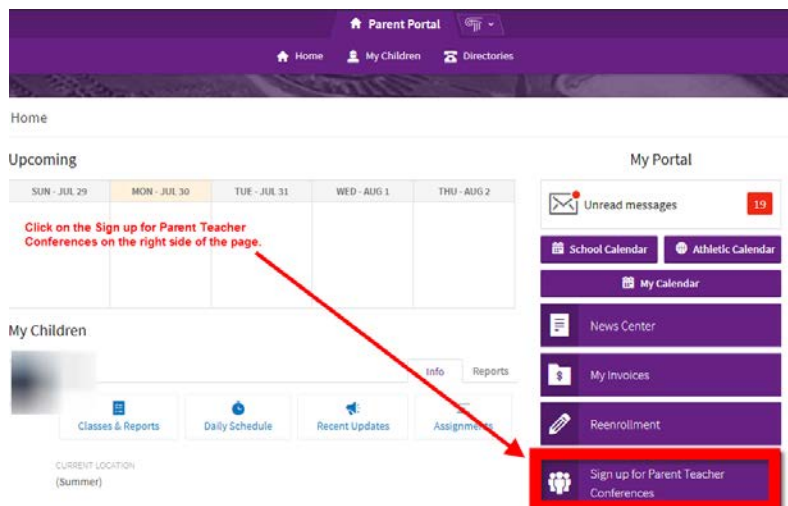 Parent Portal
Home My Children Directories
Home
Upcoming
SUN - JUL 29 MON - JUL 30 TUE - JUL 31 WED - AUG 1 THU - AUG 2
Click on the Sign up for Parent Teacher
Conferences on the right side of the page.
My Children
Info Reports
Classes & Reports Daily Schedule Recent Updates Assignments
CURRENT LOCATION
(Summer)
My Portal
Unread messages 19
School Calendar Athletic Calendar
My Calendar
News Center
My Invoices
Reenrollment
Sign up for Parent Teacher
Conferences